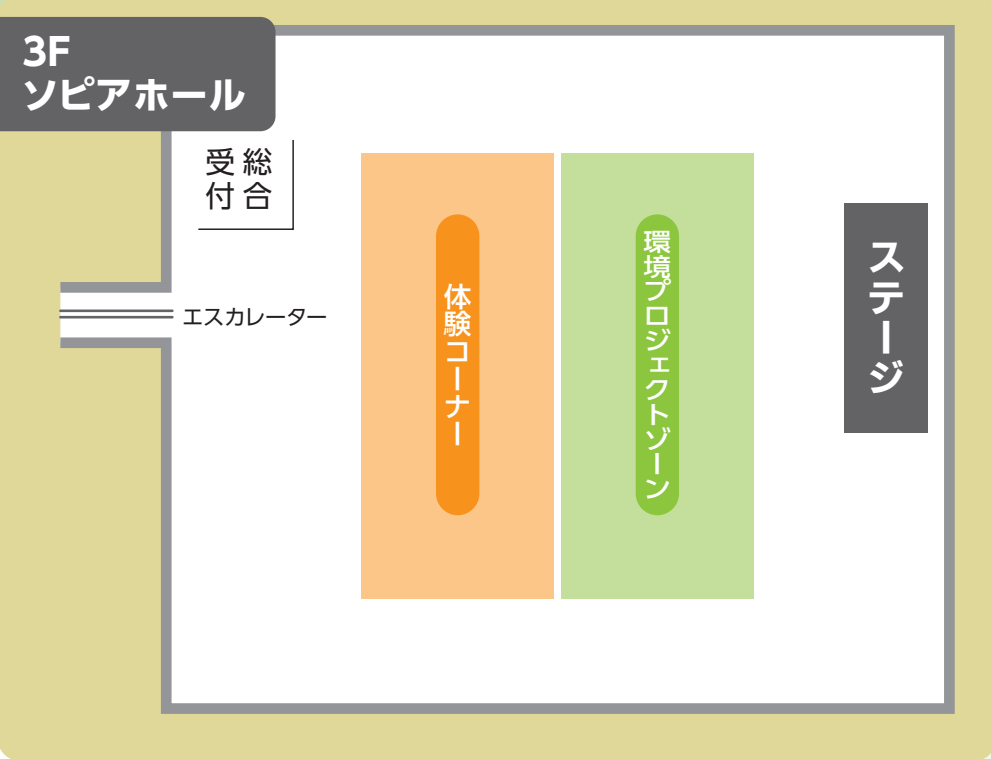 3F
ソピアホール
総合
受付
エスカレーター
体験コーナー
環境プロジェクトゾーン
ステージ